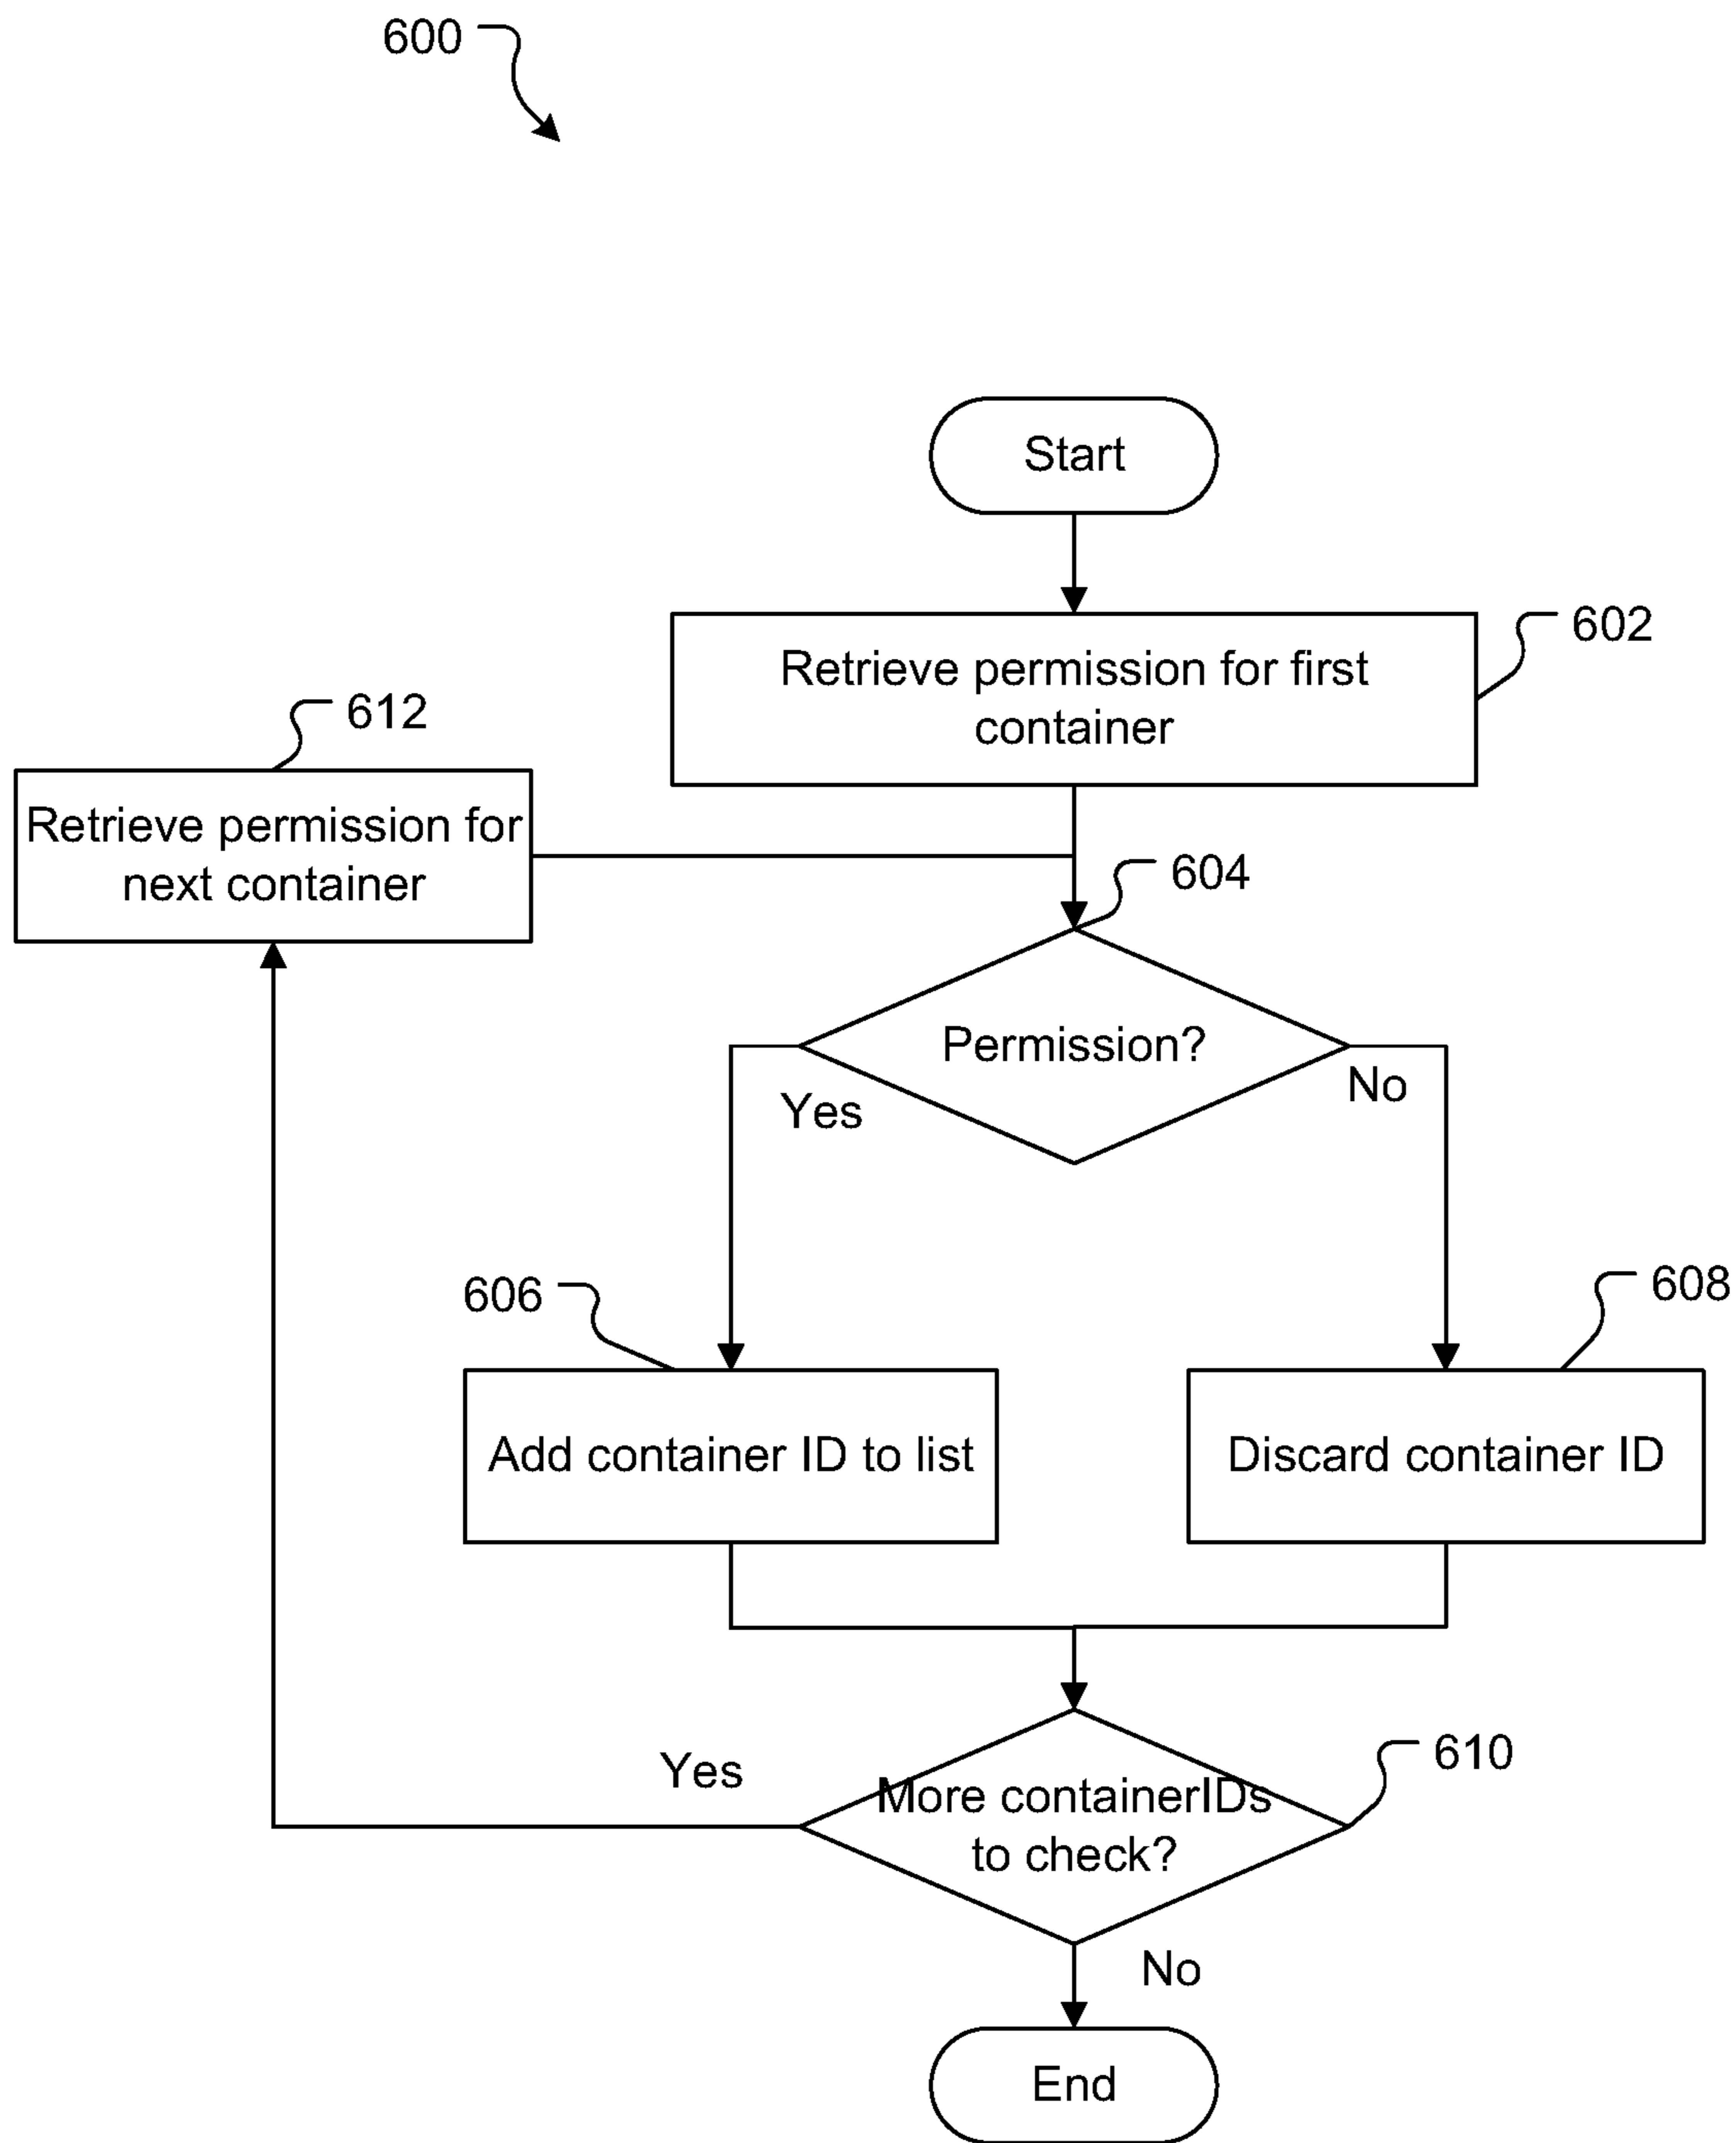 600
Start
602
Retrieve permission for first
container
612
Retrieve permission for
next container
604
Permission?
Yes
No
606
608
Add container ID to list
Discard container ID
610
Yes
More containerIDs
to check?
No
End